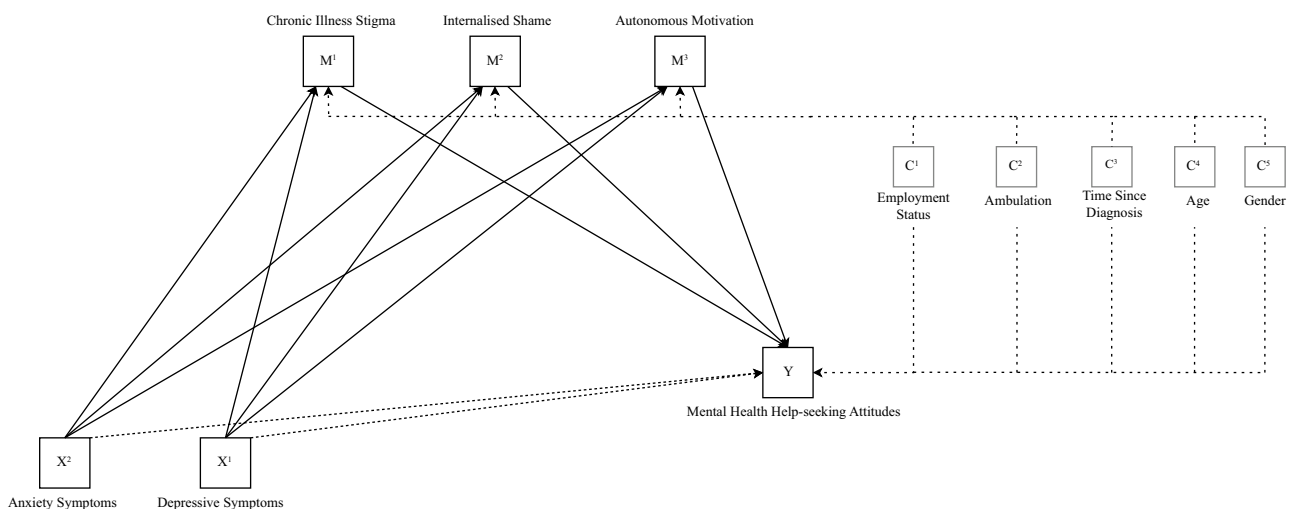 Chronic Illness Stigma
Internalised Shame
Autonomous Motivation
M¹
M²
M³
C¹
C²
C³
C⁴
C⁵
Employment
Status
Ambulation
Time Since
Diagnosis
Age
Gender
Y
Mental Health Help-seeking Attitudes
X²
X¹
Anxiety Symptoms
Depressive Symptoms